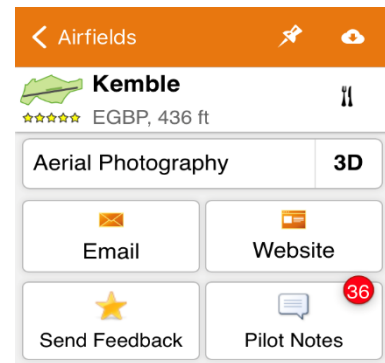 Airfields
Kemble
EGBP, 436 ft
Aerial Photography 3D
Email Website
36
Send Feedback Pilot Notes